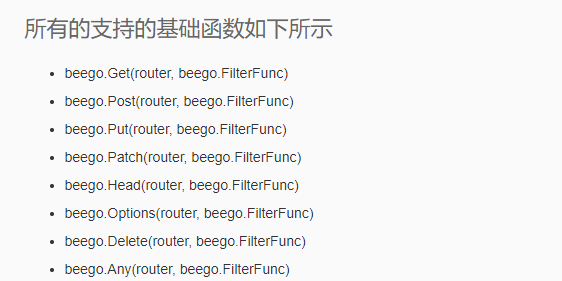 所有的支持的基础函数如下所示
beego.Get(router, beego.FilterFunc)
beego.Post(router, beego.FilterFunc)
beego.Put(router, beego.FilterFunc)
beego.Patch(router, beego.FilterFunc)
beego.Head(router, beego.FilterFunc)
beego.Options(router, beego.FilterFunc)
beego.Delete(router, beego.FilterFunc)
beego.Any(router, beego.FilterFunc)